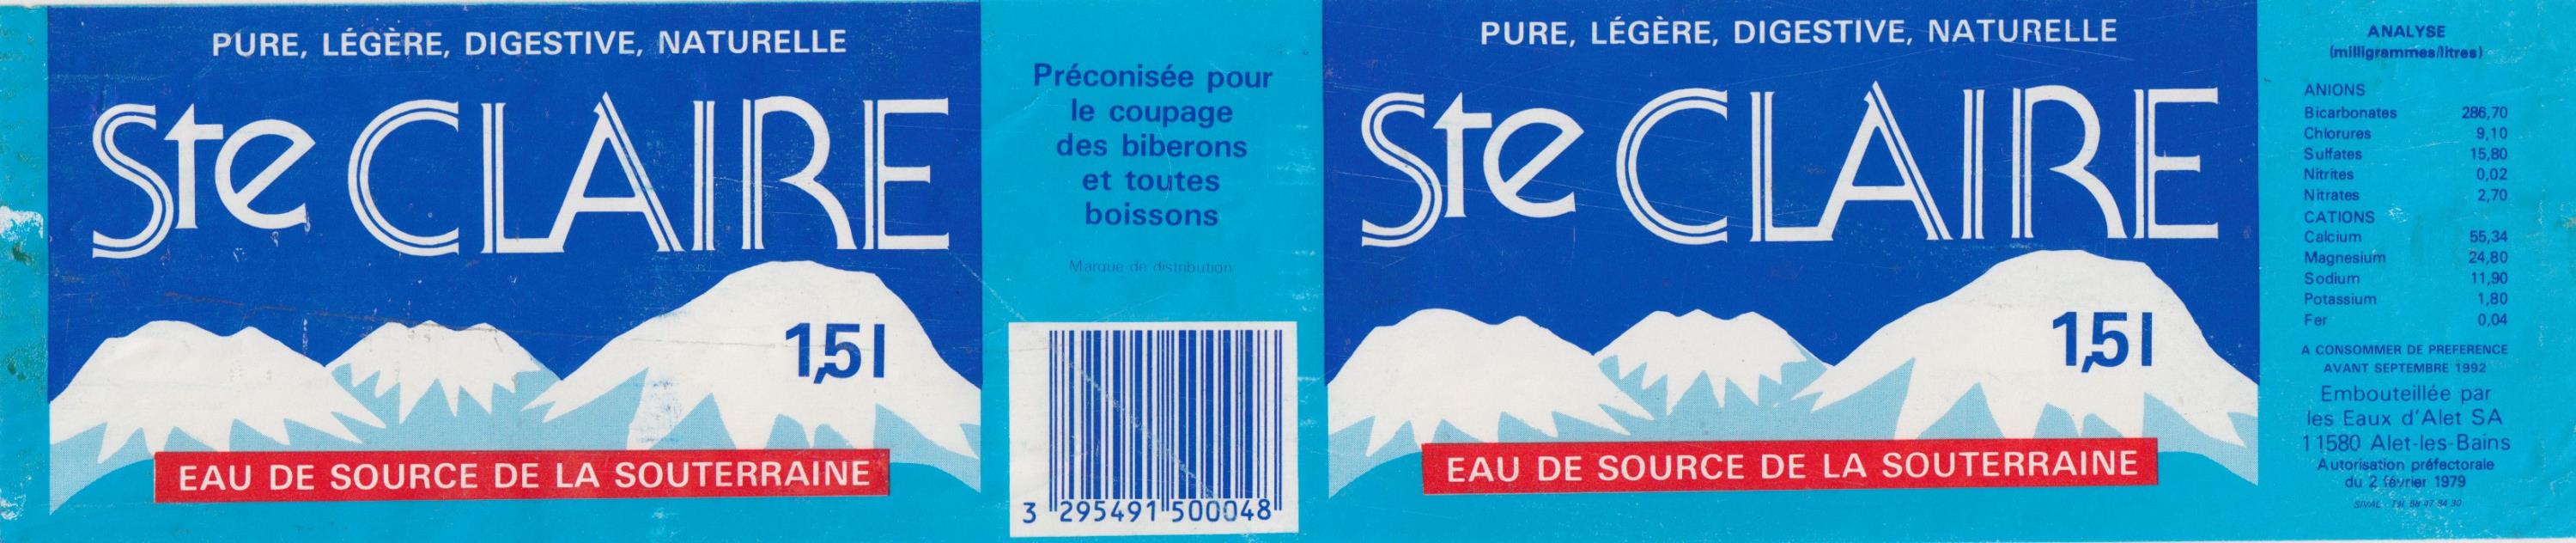 PURE, LÉGÈRE, DIGESTIVE, NATURELLE
Ste CLAIRE
1,5 l
EAU DE SOURCE DE LA SOUTERRAINE
Préconisée pour
le coupage
des biberons
et toutes
boissons
Marque de distribution
3 295491 500048
PURE, LÉGÈRE, DIGESTIVE, NATURELLE
Ste CLAIRE
1,5 l
EAU DE SOURCE DE LA SOUTERRAINE
ANALYSE
(milligrammes/litres)
ANIONS
Bicarbonates 286,70
Chlorures 9,10
Sulfates 15,80
Nitrites 0,02
Nitrates 2,70
CATIONS
Calcium 55,34
Magnesium 24,80
Sodium 11,90
Potassium 1,80
Fer 0,04
A CONSOMMER DE PREFERENCE
AVANT SEPTEMBRE 1992
Embouteillée par
les Eaux d'Alet SA
11580 Alet-les-Bains
Autorisation préfectorale
du 2 février 1979
SIVAL Tél.